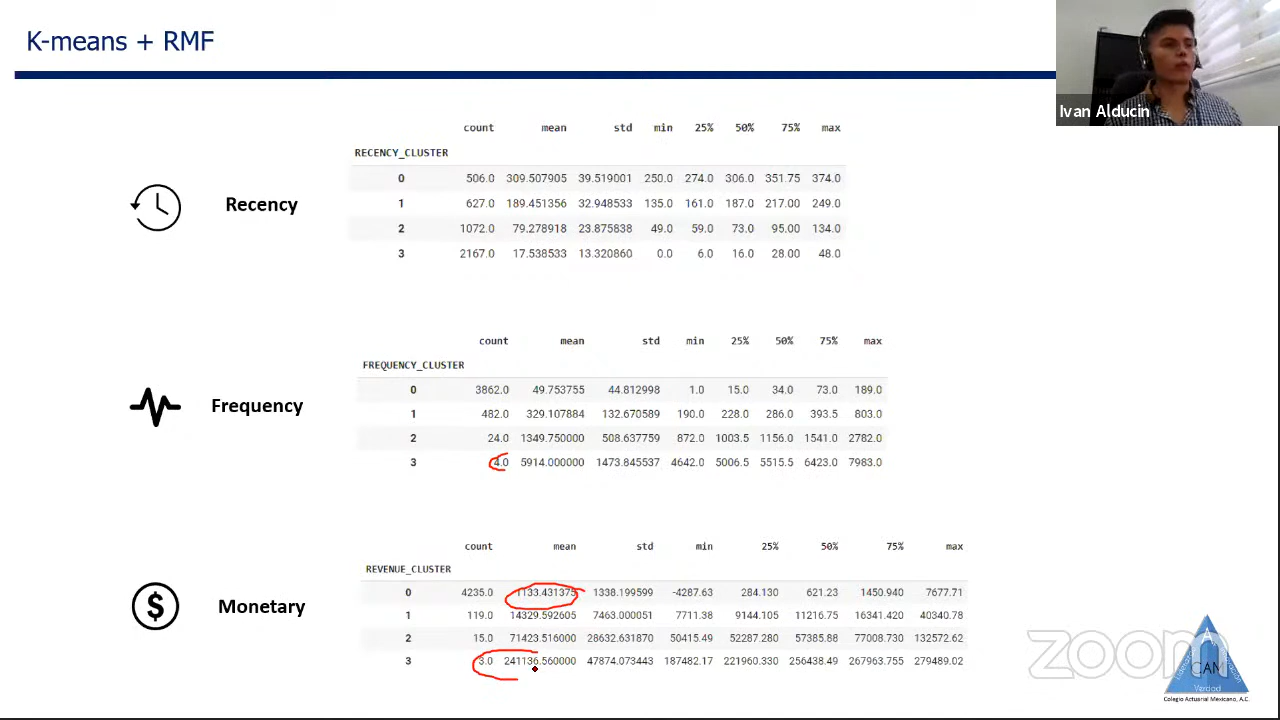 K-means + RMF
Ivan Alducin
count mean std min 25% 50% 75% max
RECENCY_CLUSTER
0 506.0 309.507905 39.519001 250.0 274.0 306.0 351.75 374.0
1 627.0 189.451356 32.948533 135.0 161.0 187.0 217.00 249.0
2 1072.0 79.278918 23.875838 49.0 59.0 73.0 95.00 134.0
3 2167.0 17.538533 13.320860 0.0 6.0 16.0 28.00 48.0
Recency
count mean std min 25% 50% 75% max
FREQUENCY_CLUSTER
0 3862.0 49.753755 44.812998 1.0 15.0 34.0 73.0 189.0
1 482.0 329.107884 132.670589 190.0 228.0 286.0 393.5 803.0
2 24.0 1349.750000 508.637759 872.0 1003.5 1156.0 1541.0 2782.0
3 4.0 5914.000000 1473.845537 4642.0 5006.5 5515.5 6423.0 7983.0
Frequency
count mean std min 25% 50% 75% max
REVENUE_CLUSTER
0 4235.0 1133.431375 1338.199599 -4287.63 284.130 621.23 1450.940 7677.71
1 119.0 14329.592605 7463.000051 7711.38 9144.105 11216.75 16341.420 40340.78
2 15.0 71423.516000 28632.631870 50415.49 52287.280 57385.88 77008.730 132572.62
3 3.0 241136.560000 47874.073443 187482.17 221960.330 256438.49 267963.755 279489.02
Monetary
$
zoom
CAM
Verdad
Colegio Actuarial Mexicano, A.C.